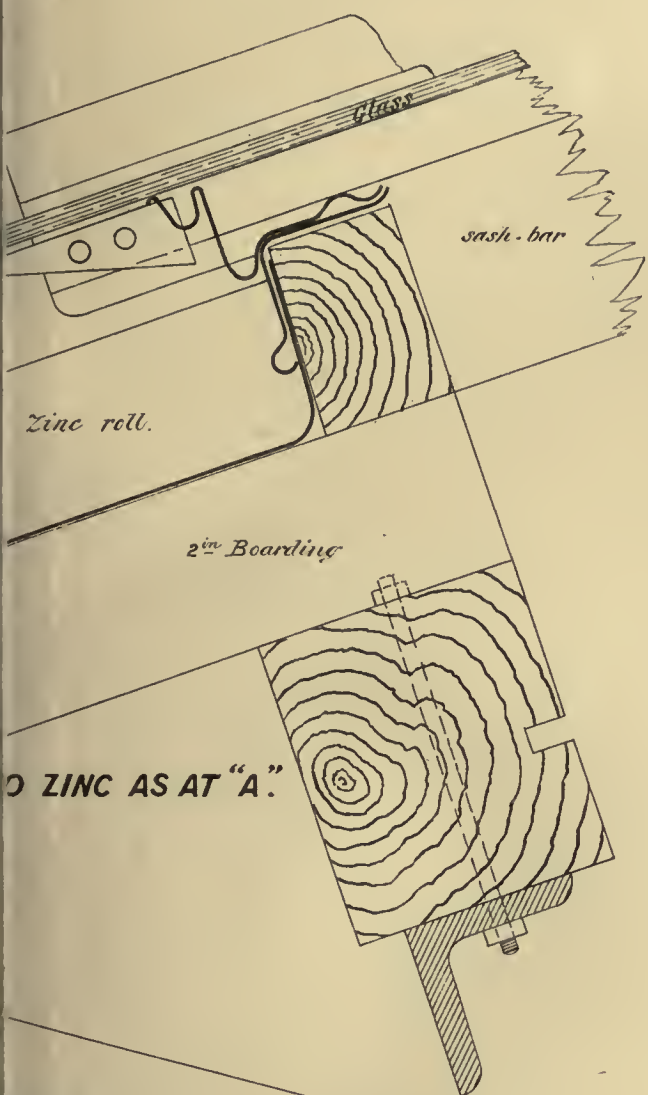 Glass
sash-bar
Zinc roll.
2in Boarding
O ZINC AS AT "A".